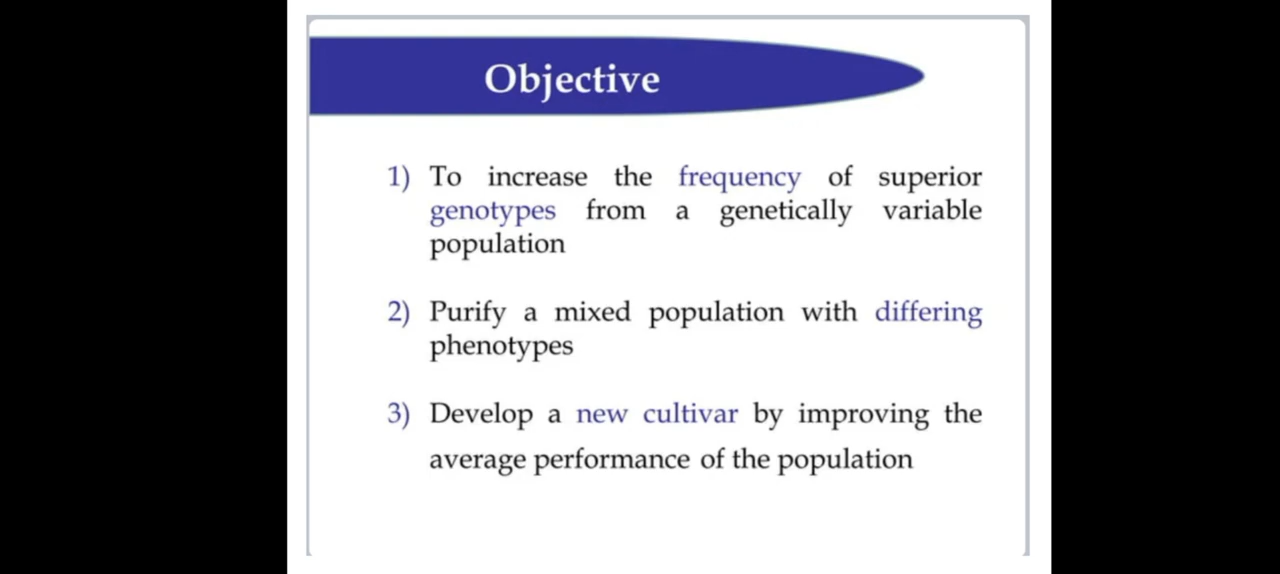 Objective
1) To increase the frequency of superior
genotypes from a genetically variable
population
2) Purify a mixed population with differing
phenotypes
3) Develop a new cultivar by improving the
average performance of the population